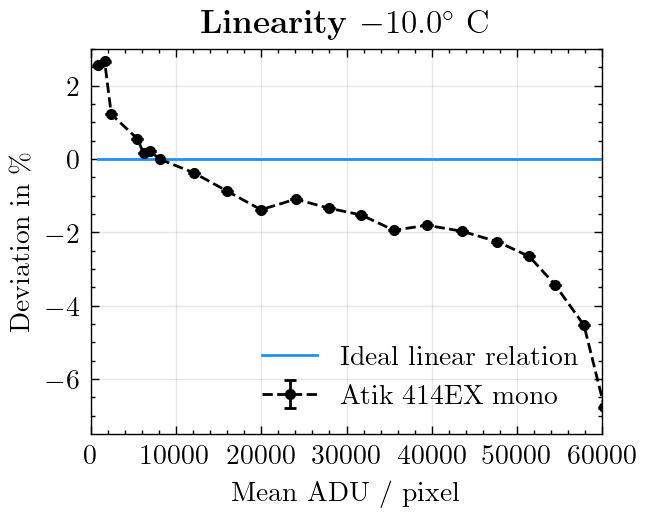 Linearity −10.0° C
2
0
−2
−4
−6
Deviation in %
Ideal linear relation
Atik 414EX mono
0 10000 20000 30000 40000 50000 60000
Mean ADU / pixel